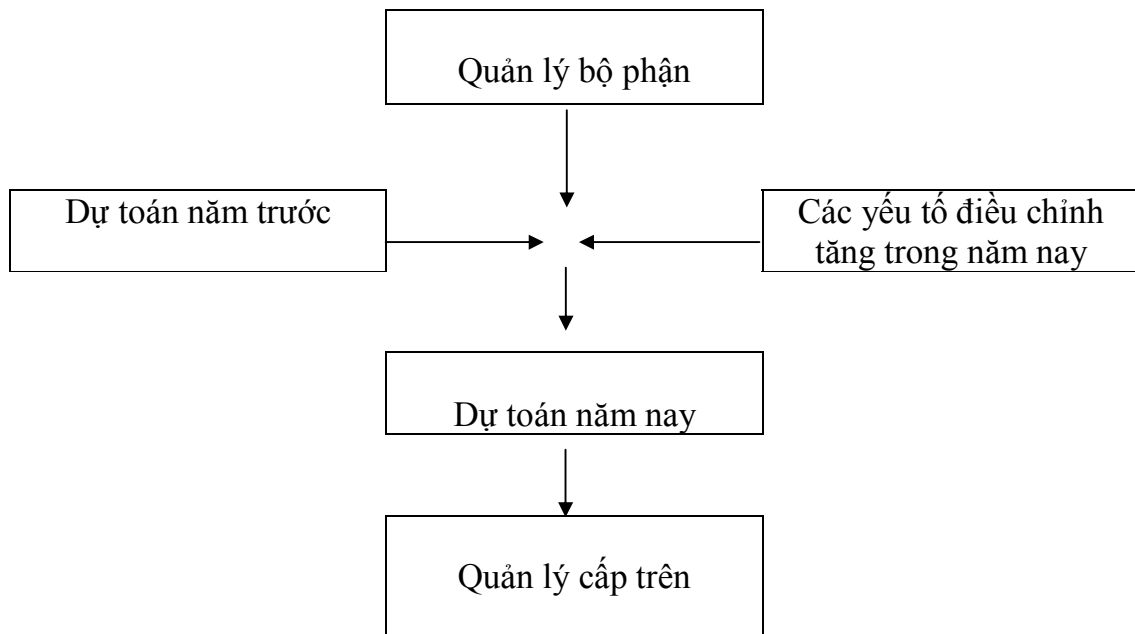 Quản lý bộ phận
Dự toán năm trước
Các yếu tố điều chỉnh
tăng trong năm nay
Dự toán năm nay
Quản lý cấp trên